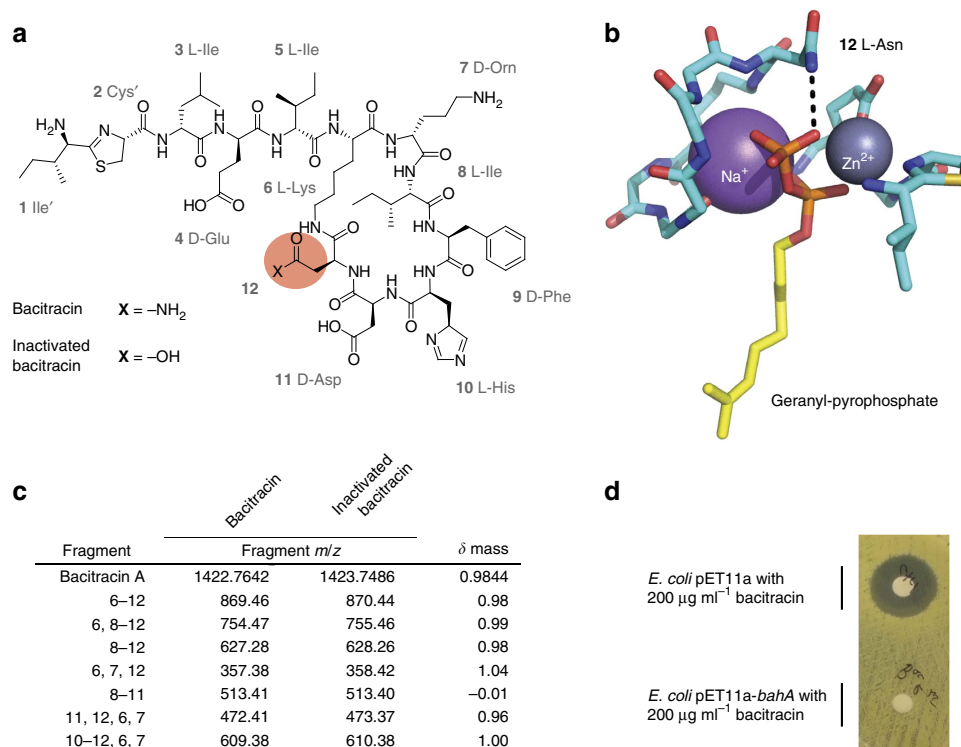 a
3 L-Ile
5 L-Ile
2 Cys′
7 D-Orn
H₂N
N
O
H
N
O
H
N
O
H
N
O
NH₂
S
N
H
O
N
H
O
N
H
O
NH
6 L-Lys
8 L-Ile
HO
O
1 Ile′
4 D-Glu
HN
O
O
NH
O
X
O
HN
12
NH
O
H
N
O
NH
O
9 D-Phe
HO
O
N
N
Bacitracin X = –NH₂
Inactivated
bacitracin X = –OH
11 D-Asp
10 L-His
b
12 L-Asn
Na⁺
Zn²⁺
Geranyl-pyrophosphate
c
Bacitracin
Inactivated
bacitracin
Fragment Fragment m/z δ mass
Bacitracin A 1422.7642 1423.7486 0.9844
6–12 869.46 870.44 0.98
6, 8–12 754.47 755.46 0.99
8–12 627.28 628.26 0.98
6, 7, 12 357.38 358.42 1.04
8–11 513.41 513.40 –0.01
11, 12, 6, 7 472.41 473.37 0.96
10–12, 6, 7 609.38 610.38 1.00
d
E. coli pET11a with
200 μg ml⁻¹ bacitracin
E. coli pET11a-bahA with
200 μg ml⁻¹ bacitracin